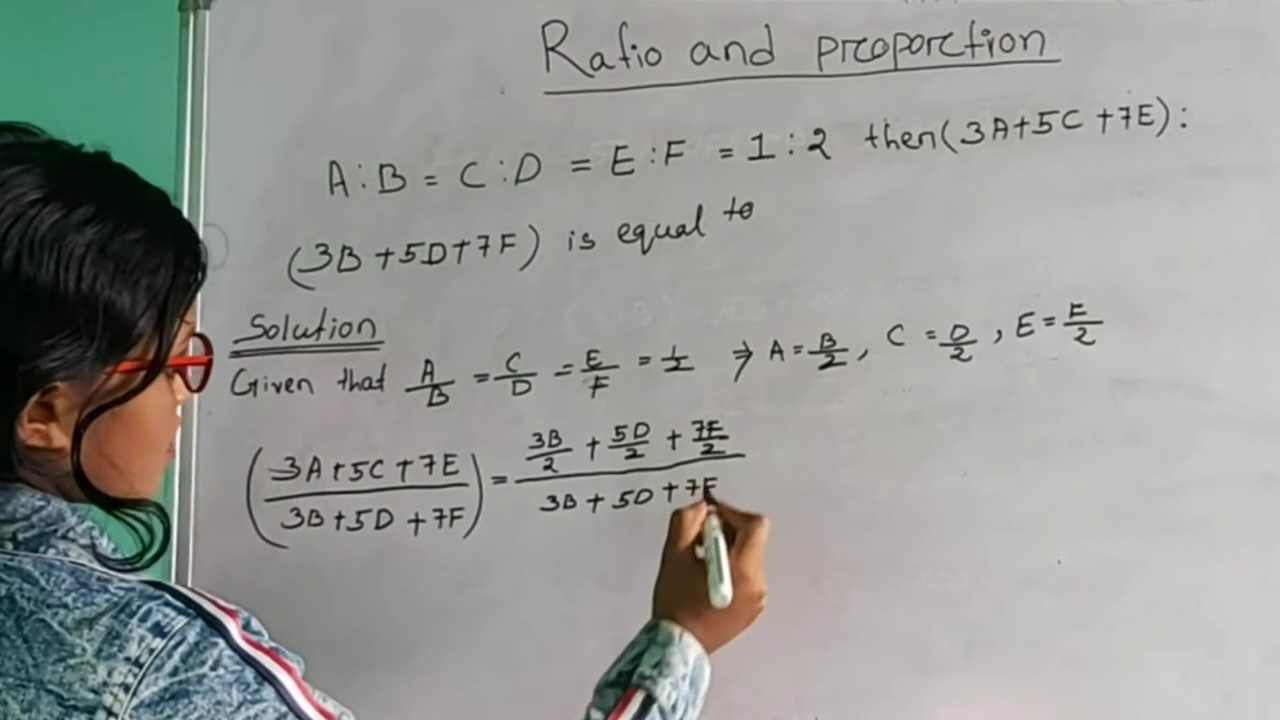 Ratio and proporction
A : B = C : D = E : F = 1 : 2 then (3A+5C+7E) :
(3B+5D+7F) is equal to
Solution
Given that A/B = C/D = E/F = 1/2 ⇒ A = B/2, C = D/2, E = F/2
((3A+5C+7E)/(3B+5D+7F)) = (3B/2 + 5D/2 + 7F/2)/(3B+5D+7F)